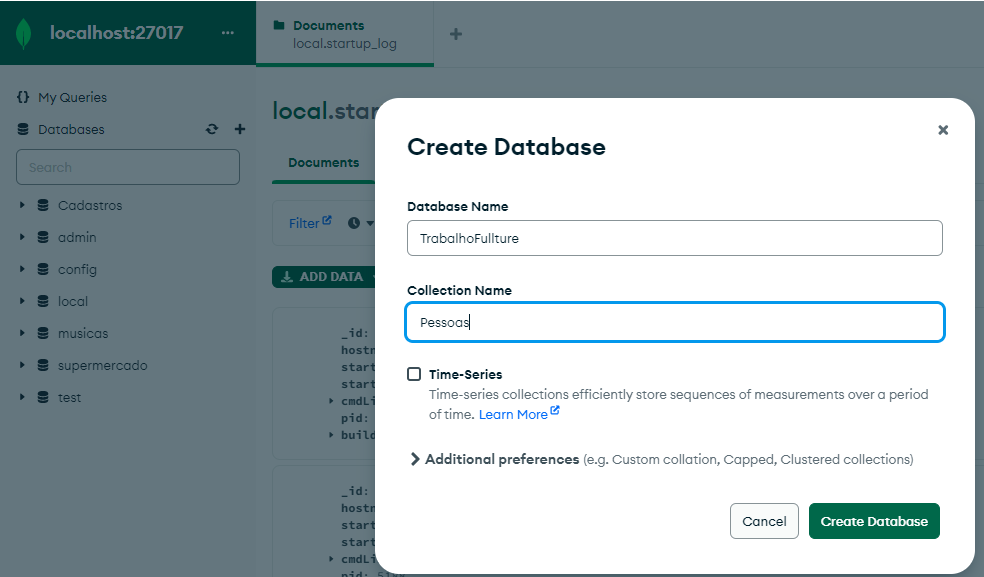 localhost:27017
...
Documents
local.startup_log
+
{} My Queries
Databases
Search
Cadastros
admin
config
local
musicas
supermercado
test
local.star
Documents
Filter
ADD DATA
_id:
hostn
start
start
cmdLi
pid:
build
_id:
hostn
start
start
cmdLi
pid:
Create Database
Database Name
TrabalhoFullture
Collection Name
Pessoas
Time-Series
Time-series collections efficiently store sequences of measurements over a period
of time. Learn More
Additional preferences (e.g. Custom collation, Capped, Clustered collections)
Cancel
Create Database